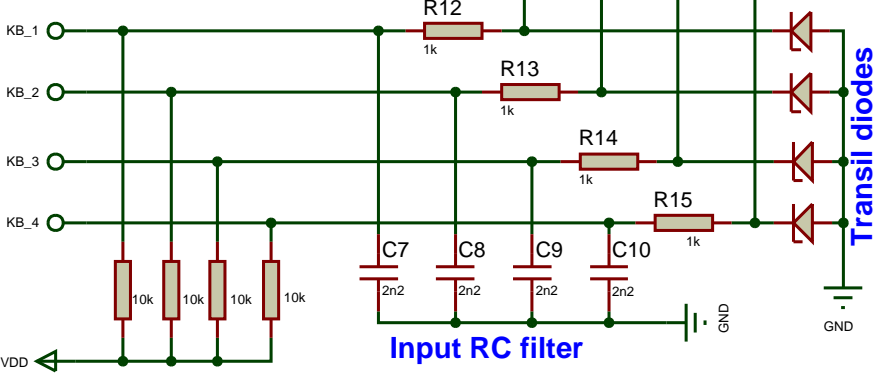 R12
KB_1
1k
R13
KB_2
1k
R14
KB_3
1k
R15
KB_4
1k
Transil diodes
C7
C8
C9
C10
10k
10k
10k
10k
2n2
2n2
2n2
2n2
GND
GND
Input RC filter
VDD